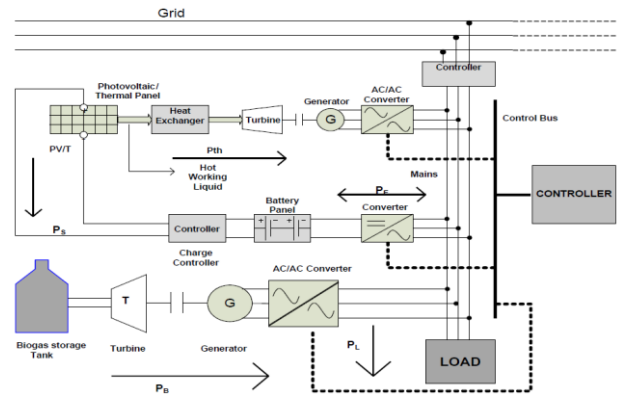 Grid
Controller
Photovoltaic/
Thermal Panel
Heat
Exchanger
Turbine
Generator
G
AC/AC
Converter
Control Bus
PV/T
Pth
Hot
Working
Liquid
Mains
CONTROLLER
Battery
Panel
PE
Converter
PS
Controller
Charge
Controller
AC/AC Converter
T
G
Biogas storage
Tank
Turbine
Generator
PL
LOAD
PB